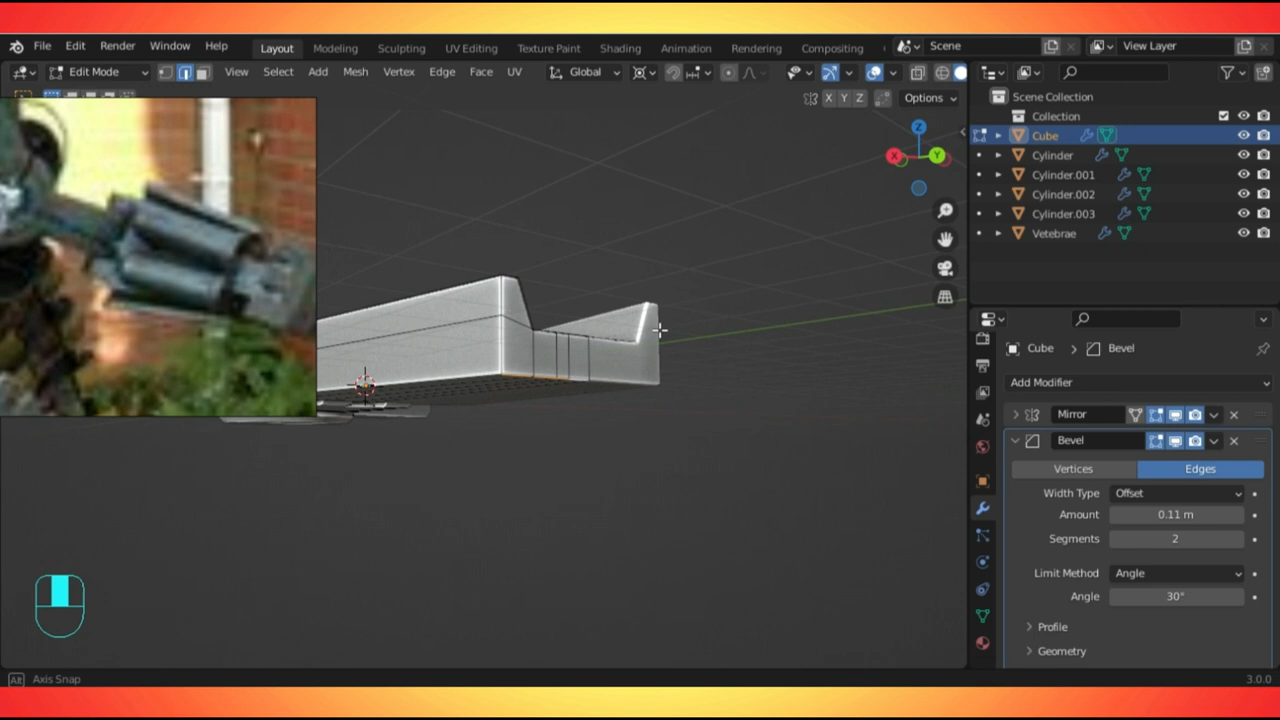 File Edit Render Window Help Layout Modeling Sculpting UV Editing Texture Paint Shading Animation Rendering Compositing Scene View Layer
Edit Mode View Select Add Mesh Vertex Edge Face UV Global
X Y Z Options
Scene Collection
Collection
Cube
Cylinder
Cylinder.001
Cylinder.002
Cylinder.003
Vetebrae
Z
X Y
Cube > Bevel
Add Modifier
Mirror
Bevel
Vertices Edges
Width Type Offset
Amount 0.11 m
Segments 2
Limit Method Angle
Angle 30°
Profile
Geometry
Alt Axis Snap 3.0.0